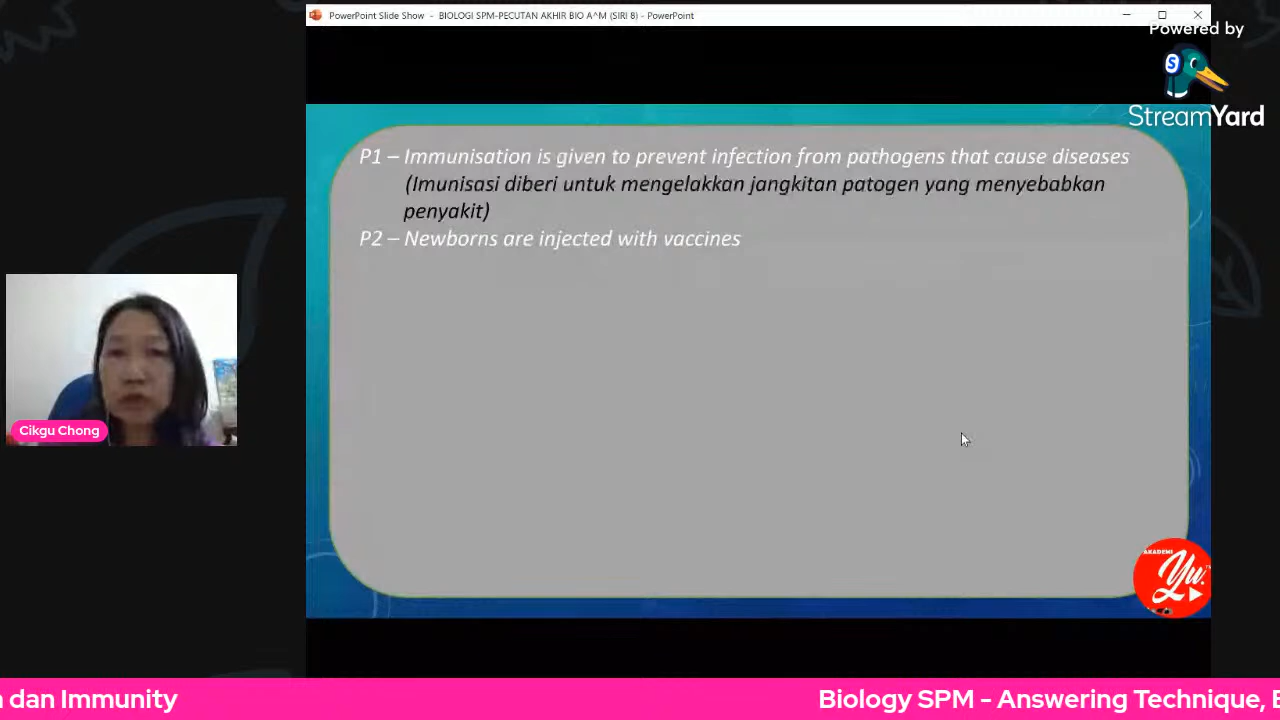 PowerPoint Slide Show - BIOLOGI SPM-PECUTAN AKHIR BIO A^M (SIRI 8) - PowerPoint
Powered by
StreamYard
P1 – Immunisation is given to prevent infection from pathogens that cause diseases
(Imunisasi diberi untuk mengelakkan jangkitan patogen yang menyebabkan
penyakit)
P2 – Newborns are injected with vaccines
Cikgu Chong
AKADEMI
Yu.
dan Immunity
Biology SPM - Answering Technique,